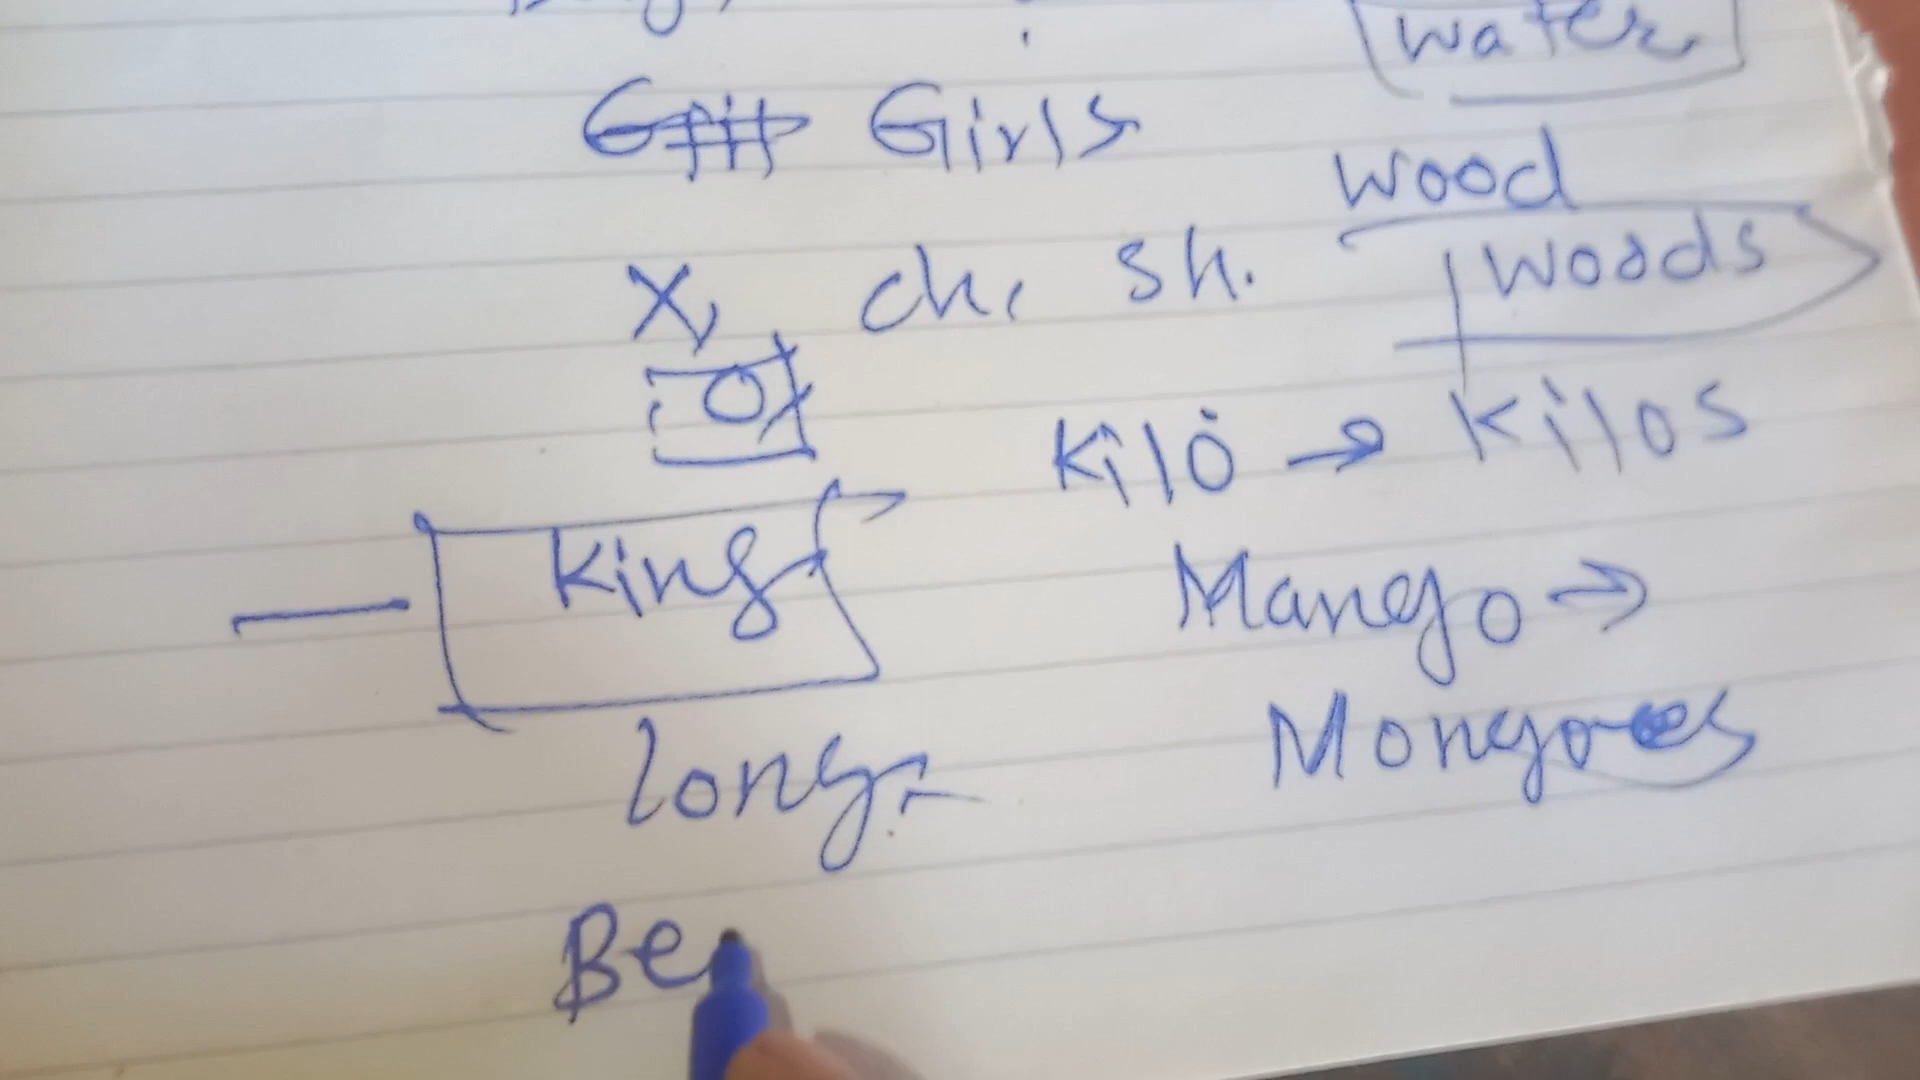 water
Girls
wood
x, ch, sh.
woods
Kilo → Kilos
King
Mango →
Mongoes
long
Be